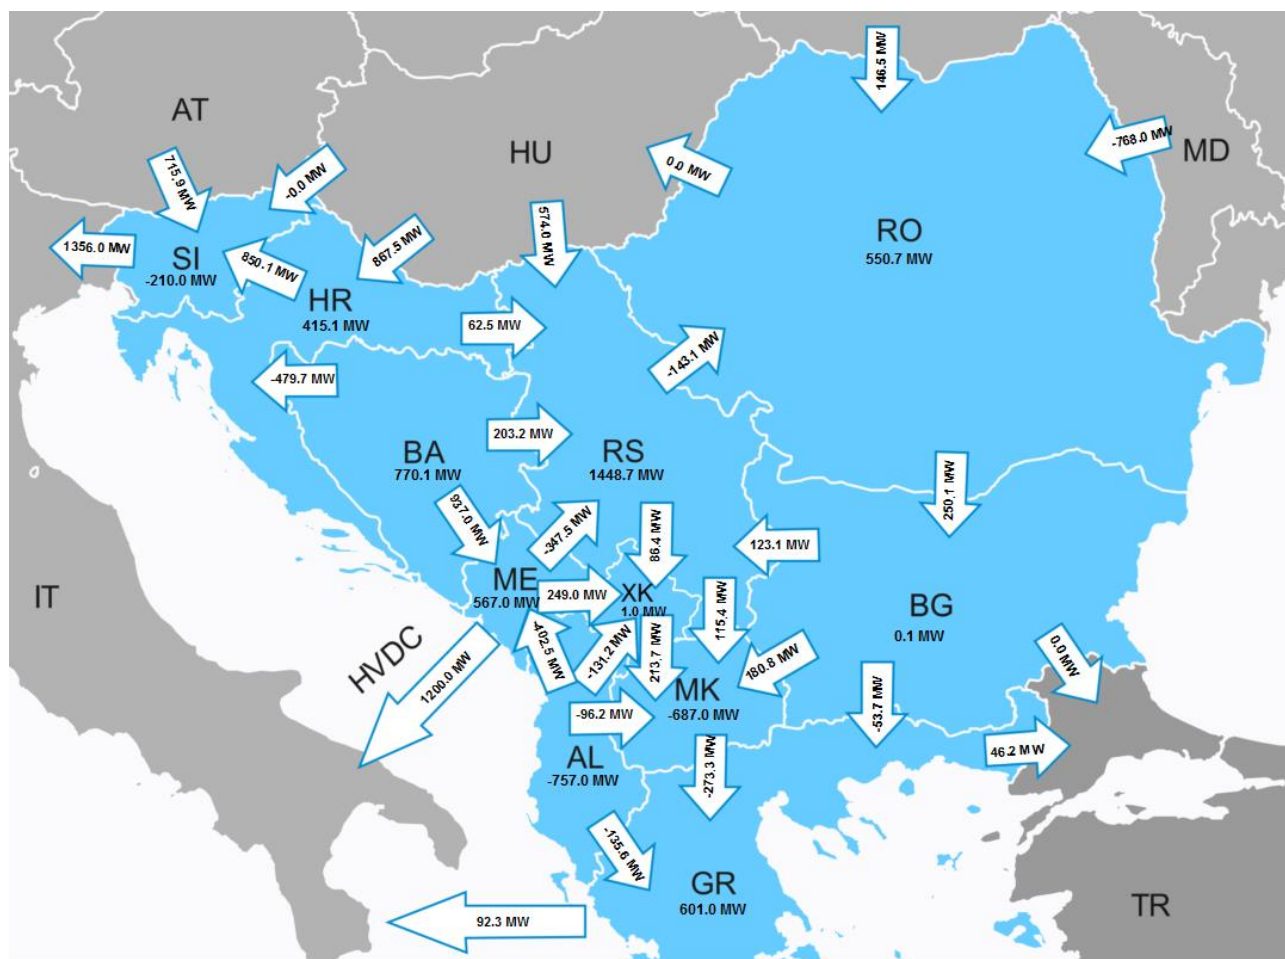 146.5 MW
AT
HU
-768.0 MW
MD
715.9 MW
-0.0 MW
0.0 MW
1356.0 MW
SI
-210.0 MW
850.1 MW
867.5 MW
574.0 MW
RO
550.7 MW
HR
415.1 MW
62.5 MW
-143.1 MW
-479.7 MW
BA
770.1 MW
203.2 MW
RS
1448.7 MW
250.1 MW
937.0 MW
-347.5 MW
86.4 MW
123.1 MW
IT
ME
567.0 MW
249.0 MW
XK
1.0 MW
115.4 MW
BG
0.1 MW
HVDC
1200.0 MW
-402.5 MW
-131.2 MW
213.7 MW
180.8 MW
0.0 MW
MK
-687.0 MW
-96.2 MW
-53.7 MW
46.2 MW
AL
-757.0 MW
-273.3 MW
-135.6 MW
GR
601.0 MW
92.3 MW
TR